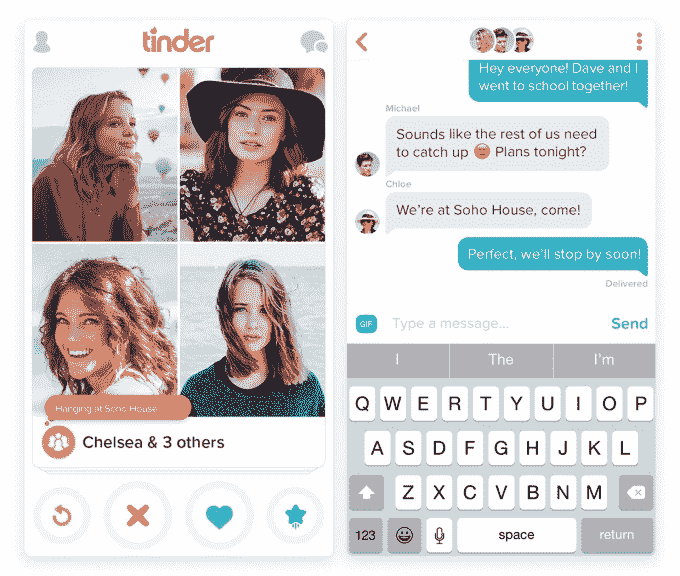 tinder
Hanging at Soho House
Chelsea & 3 others
Hey everyone! Dave and I
went to school together!
Michael
Sounds like the rest of us need
to catch up 😊 Plans tonight?
Chloe
We're at Soho House, come!
Perfect, we'll stop by soon!
Delivered
GIF Type a message... Send
I The I'm
Q W E R T Y U I O P
A S D F G H J K L
Z X C V B N M
123 space return